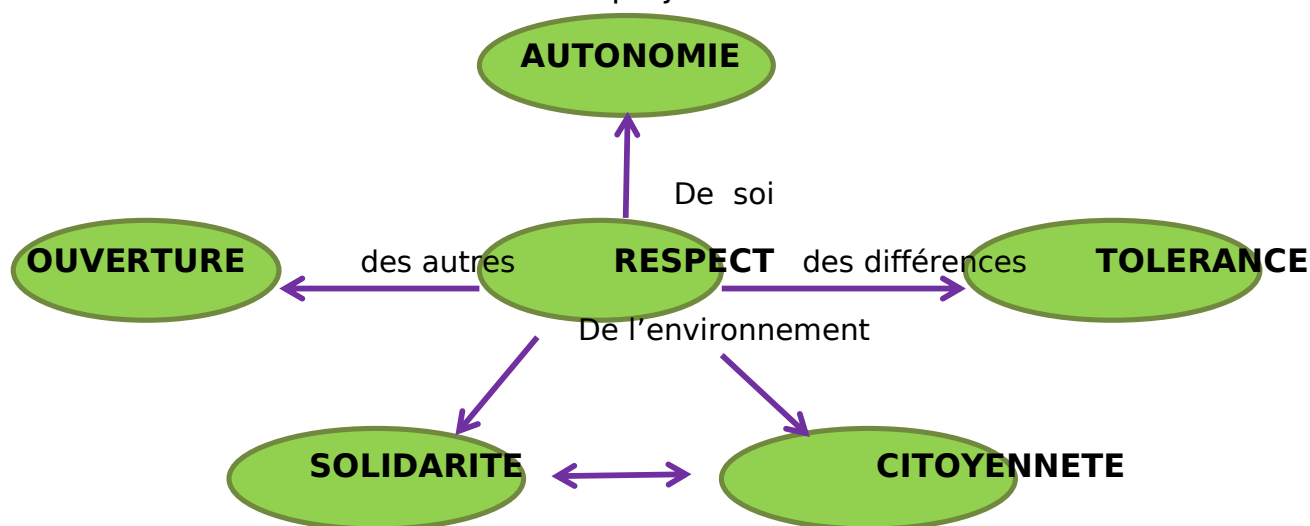 AUTONOMIE
De soi
OUVERTURE des autres RESPECT des différences TOLERANCE
De l’environnement
SOLIDARITE CITOYENNETE